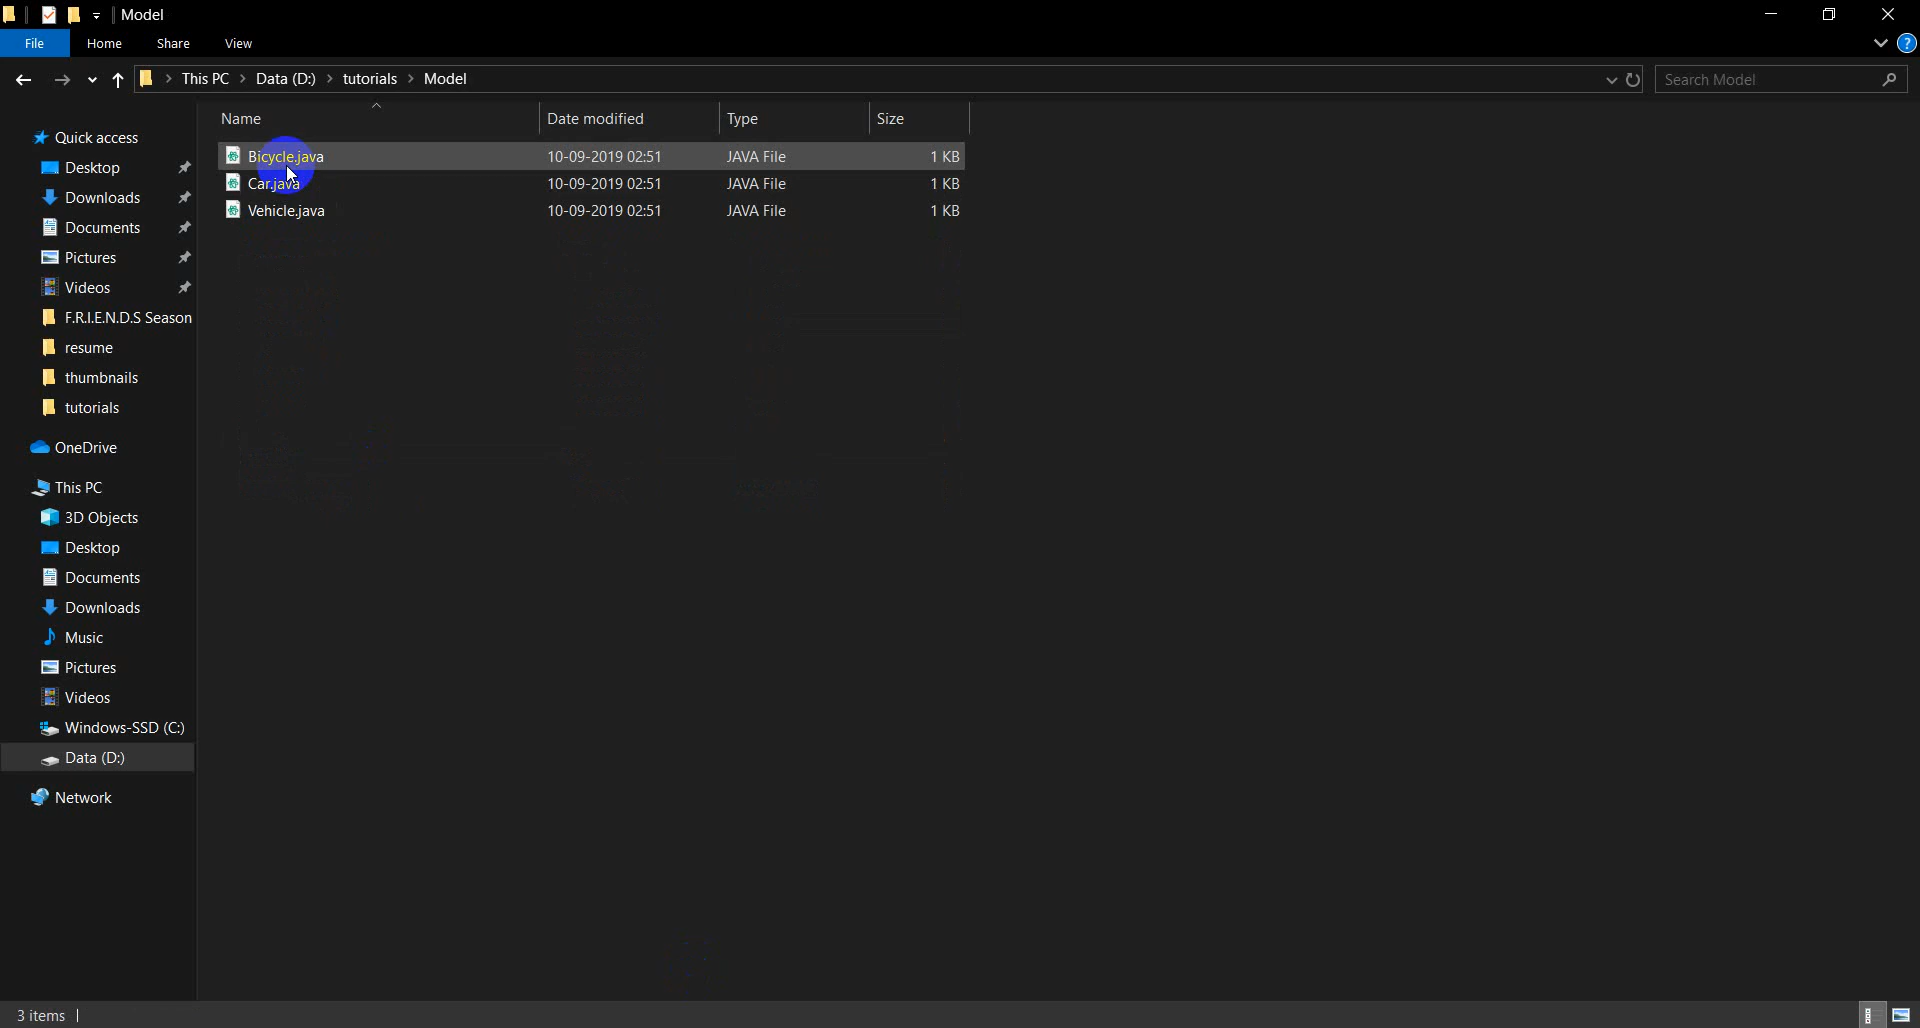 Model
File Home Share View
This PC Data (D:) tutorials Model
Search Model
Name Date modified Type Size
Bicycle.java 10-09-2019 02:51 JAVA File 1 KB
Car.java 10-09-2019 02:51 JAVA File 1 KB
Vehicle.java 10-09-2019 02:51 JAVA File 1 KB
Quick access
Desktop
Downloads
Documents
Pictures
Videos
F.R.I.E.N.D.S Season
resume
thumbnails
tutorials
OneDrive
This PC
3D Objects
Desktop
Documents
Downloads
Music
Pictures
Videos
Windows-SSD (C:)
Data (D:)
Network
3 items